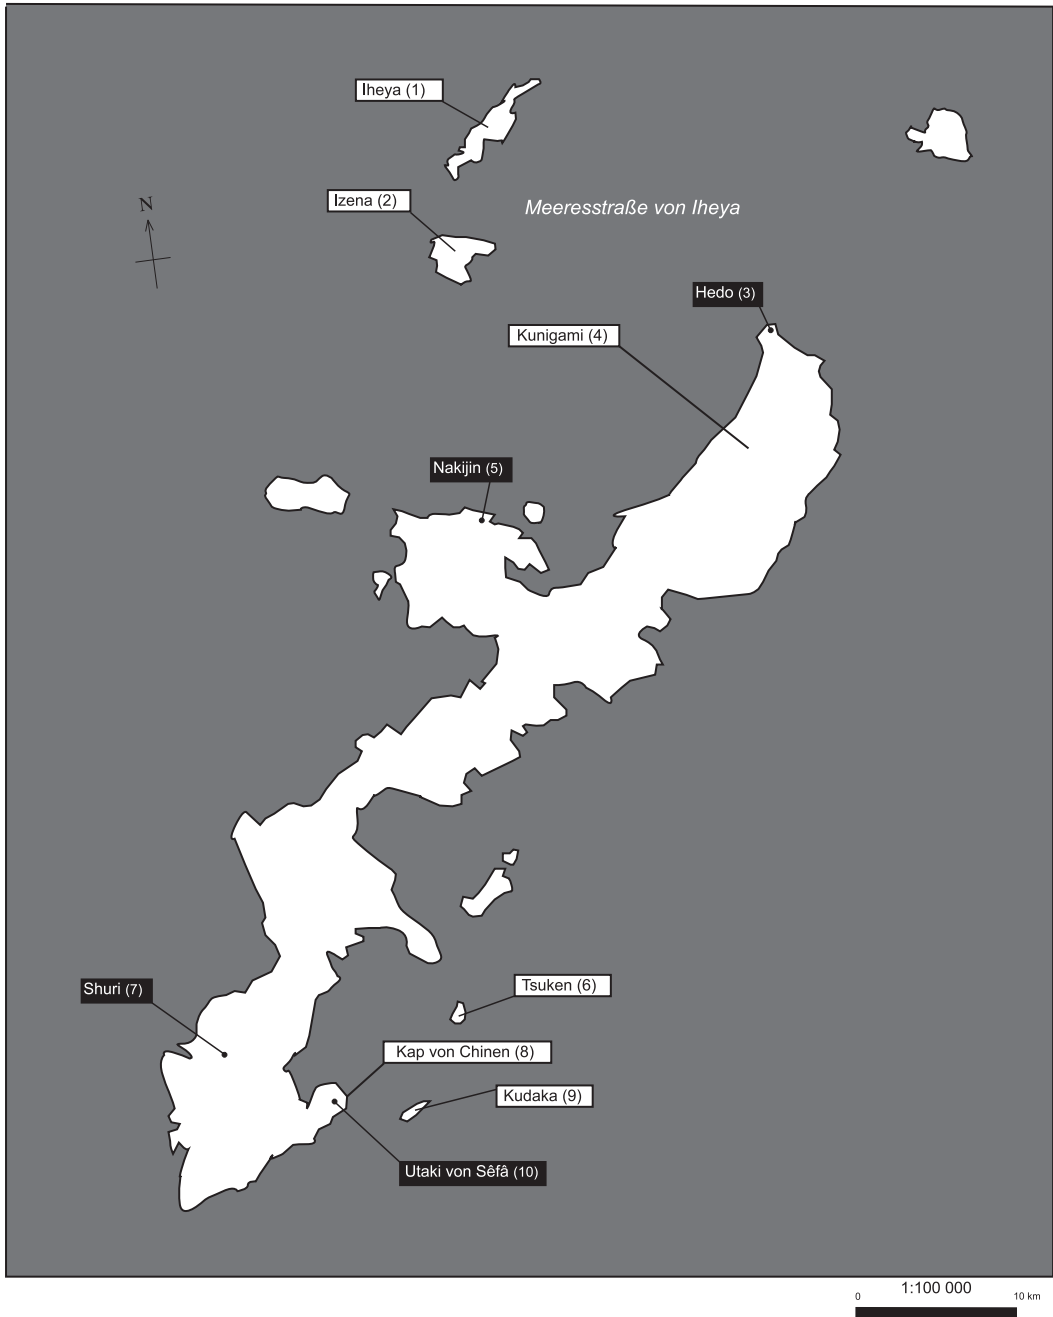 Iheya (1)
Izena (2)
Meeresstraße von Iheya
N
Hedo (3)
Kunigami (4)
Nakijin (5)
Tsuken (6)
Shuri (7)
Kap von Chinen (8)
Kudaka (9)
Utaki von Sêfâ (10)
1:100 000
0 10 km